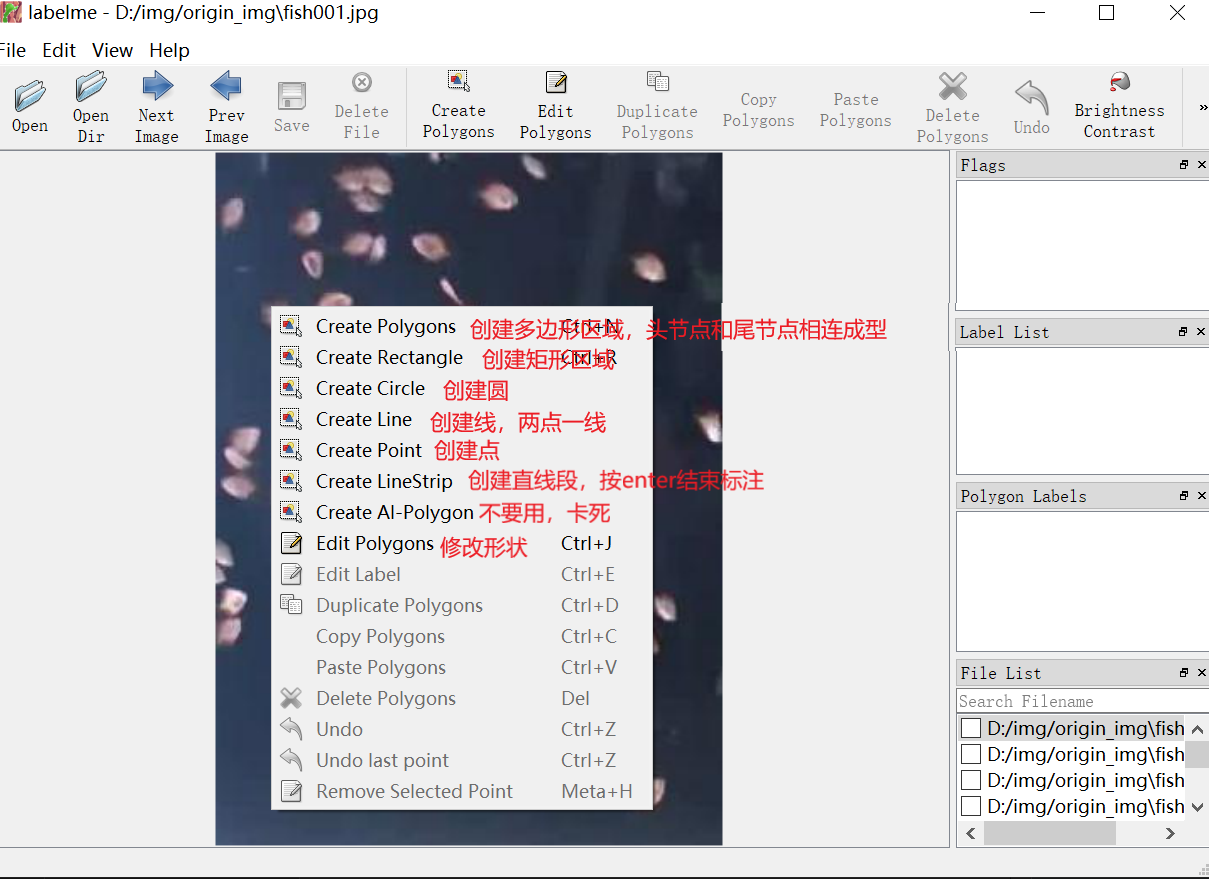 labelme - D:/img/origin_img\fish001.jpg
File Edit View Help
Open
Open Dir
Next Image
Prev Image
Save
Delete File
Create Polygons
Edit Polygons
Duplicate Polygons
Copy Polygons
Paste Polygons
Delete Polygons
Undo
Brightness Contrast
»
Flags
Label List
Polygon Labels
File List
Search Filename
D:/img/origin_img\fish
D:/img/origin_img\fish
D:/img/origin_img\fish
D:/img/origin_img\fish
Create Polygons 创建多边形区域，头节点和尾节点相连成型 Ctrl+N
Create Rectangle 创建矩形区域 Ctrl+R
Create Circle 创建圆
Create Line 创建线，两点一线
Create Point 创建点
Create LineStrip 创建直线段，按enter结束标注
Create AI-Polygon 不要用，卡死
Edit Polygons 修改形状 Ctrl+J
Edit Label Ctrl+E
Duplicate Polygons Ctrl+D
Copy Polygons Ctrl+C
Paste Polygons Ctrl+V
Delete Polygons Del
Undo Ctrl+Z
Undo last point Ctrl+Z
Remove Selected Point Meta+H